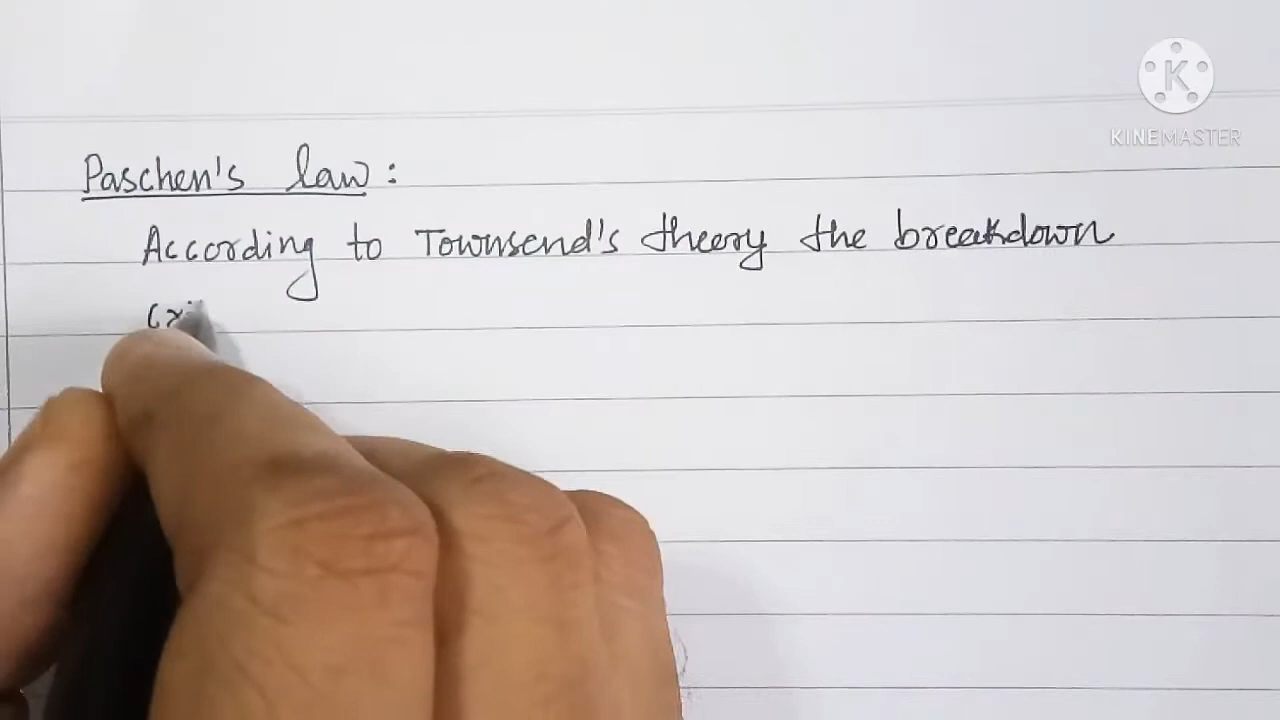 Paschen's law:
According to Townsend's theory the breakdown
KINEMASTER